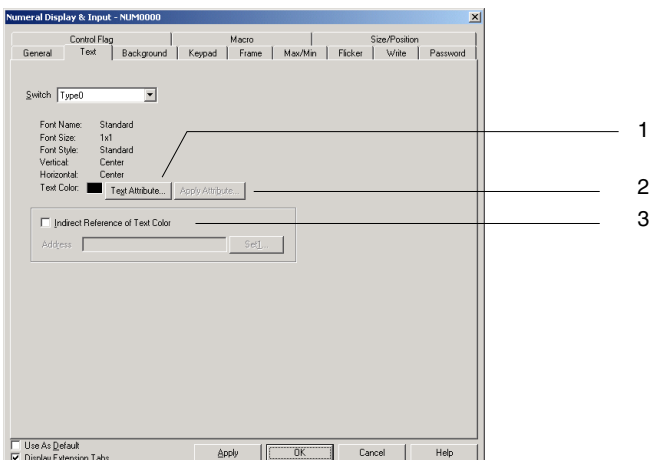 Numeral Display & Input - NUM0000
Control Flag Macro Size/Position
General Text Background Keypad Frame Max/Min Flicker Write Password
Switch Type0
Font Name: Standard
Font Size: 1x1
Font Style: Standard
Vertical: Center
Horizontal: Center
Text Color: Text Attribute... Apply Attribute...
Indirect Reference of Text Color
Address Set1...
Use As Default
Display Extension Tabs
Apply OK Cancel Help
1
2
3